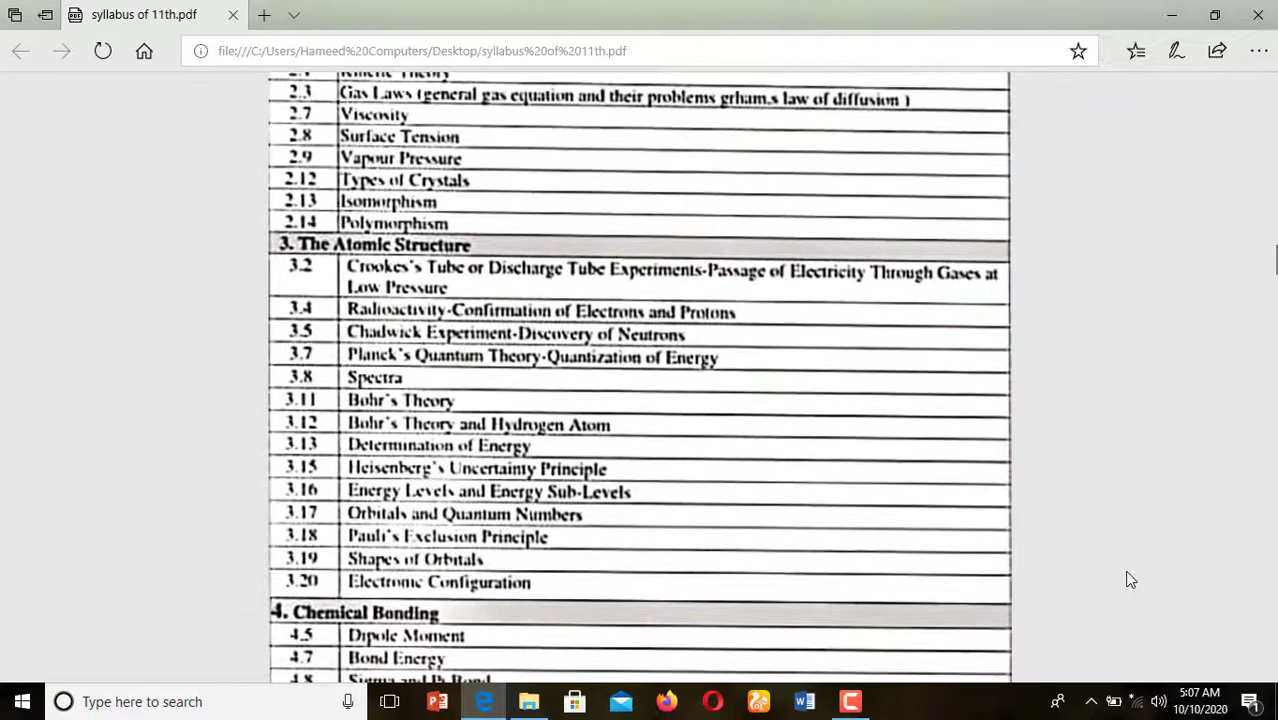 syllabus of 11th.pdf
file:///C:/Users/Hameed%20Computers/Desktop/syllabus%20of%2011th.pdf
Kinetic Theory
2.3 Gas Laws (general gas equation and their problems grham,s law of diffusion )
2.7 Viscosity
2.8 Surface Tension
2.9 Vapour Pressure
2.12 Types of Crystals
2.13 Isomorphism
2.14 Polymorphism
3. The Atomic Structure
3.2 Crookes's Tube or Discharge Tube Experiments-Passage of Electricity Through Gases at
Low Pressure
3.4 Radioactivity-Confirmation of Electrons and Protons
3.5 Chadwick Experiment-Discovery of Neutrons
3.7 Planck's Quantum Theory-Quantization of Energy
3.8 Spectra
3.11 Bohr's Theory
3.12 Bohr's Theory and Hydrogen Atom
3.13 Determination of Energy
3.15 Heisenberg's Uncertainty Principle
3.16 Energy Levels and Energy Sub-Levels
3.17 Orbitals and Quantum Numbers
3.18 Pauli's Exclusion Principle
3.19 Shapes of Orbitals
3.20 Electronic Configuration
4. Chemical Bonding
4.5 Dipole Moment
4.7 Bond Energy
4.8 Sigma and Pi Bond
Type here to search
5:07 AM
10/10/2020